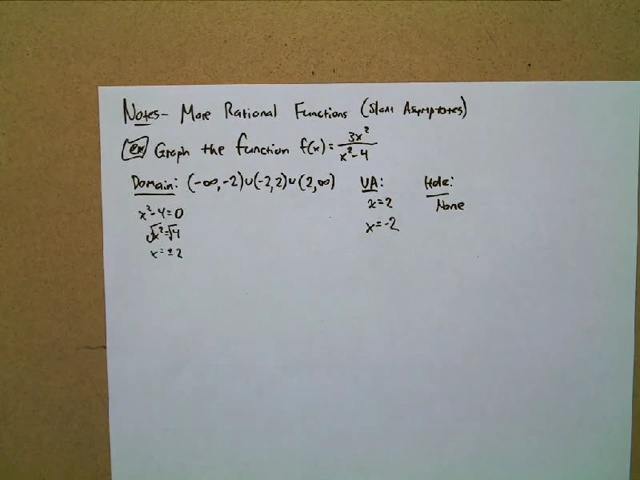 Notes - More Rational Functions (Slant Asymptotes)
ex Graph the function f(x) = 3x²/(x²-4)
Domain: (-∞,-2)∪(-2,2)∪(2,∞) VA: Hole:
x²-4=0 x=2 None
√x²=√4 x=-2
x=±2